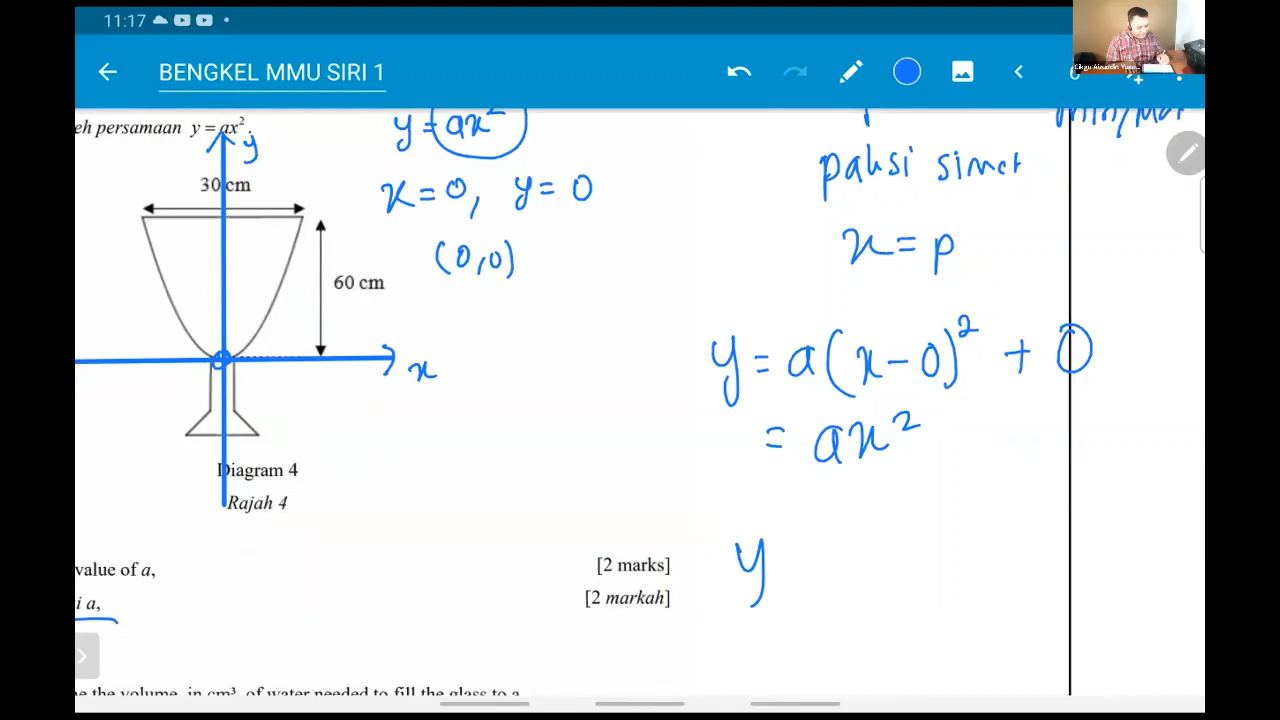 11:17
BENGKEL MMU SIRI 1
eh persamaan y = ax².
y = ax²
y
30 cm
x = 0, y = 0
(0,0)
60 cm
x
paksi simet
x = p
y = a(x-0)² + 0
= ax²
Diagram 4
Rajah 4
value of a,
[2 marks]
i a,
[2 markah]
y
e the volume, in cm³, of water needed to fill the glass to a